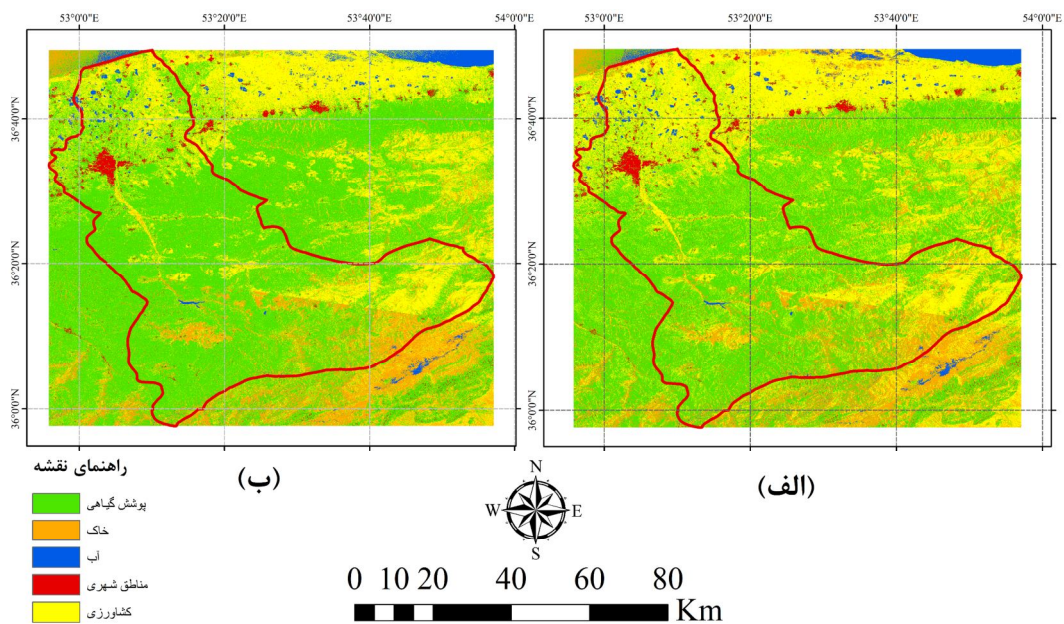 53°0'0"E 53°20'0"E 53°40'0"E 54°0'0"E 53°0'0"E 53°20'0"E 53°40'0"E 54°0'0"E
36°40'0"N 36°40'0"N
36°20'0"N 36°20'0"N
36°0'0"N 36°0'0"N
(الف)
(ب)
راهنمای نقشه
پوشش گیاهی
خاک
آب
مناطق شهری
کشاورزی
N
W E
S
0 10 20 40 60 80
Km